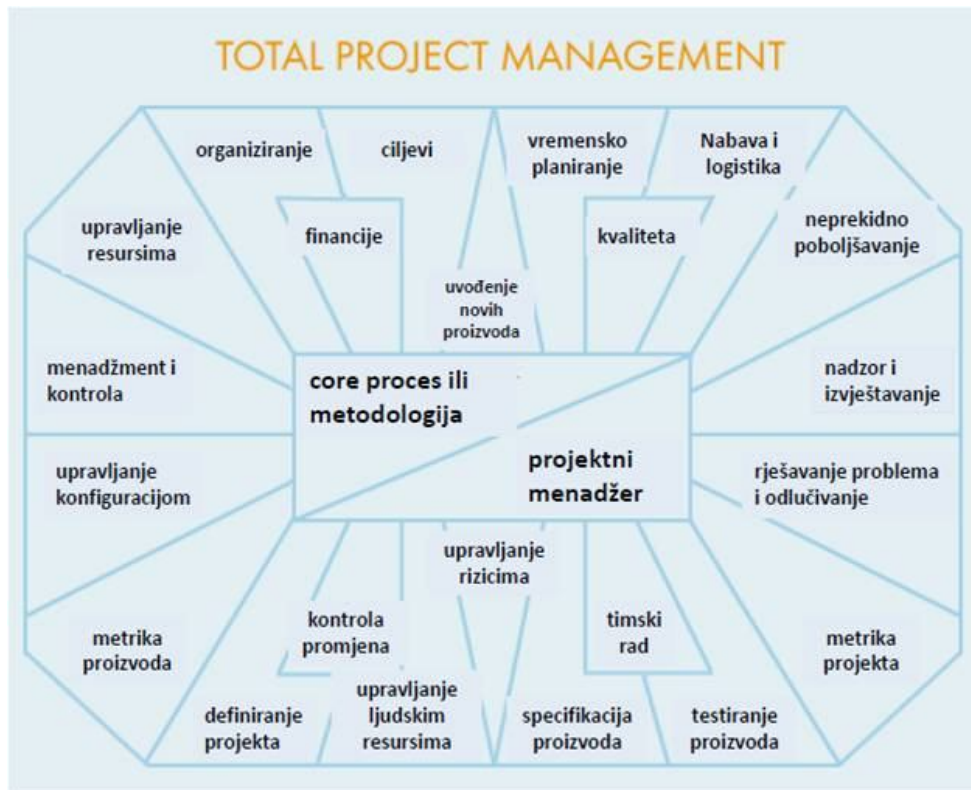 TOTAL PROJECT MANAGEMENT
organiziranje
ciljevi
vremensko
planiranje
Nabava i
logistika
upravljanje
resursima
financije
kvaliteta
neprekidno
poboljšavanje
uvođenje
novih
proizvoda
menadžment i
kontrola
core proces ili
metodologija
nadzor i
izvještavanje
projektni
menadžer
upravljanje
konfiguracijom
rješavanje problema
i odlučivanje
upravljanje
rizicima
metrika
proizvoda
kontrola
promjena
timski
rad
metrika
projekta
definiranje
projekta
upravljanje
ljudskim
resursima
specifikacija
proizvoda
testiranje
proizvoda